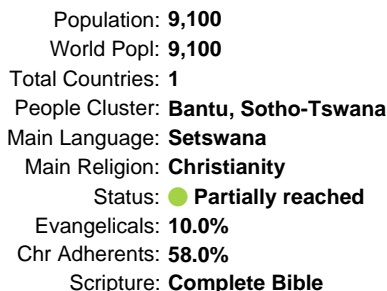 Population: 9,100
World Popl: 9,100
Total Countries: 1
People Cluster: Bantu, Sotho-Tswana
Main Language: Setswana
Main Religion: Christianity
Status: Partially reached
Evangelicals: 10.0%
Chr Adherents: 58.0%
Scripture: Complete Bible